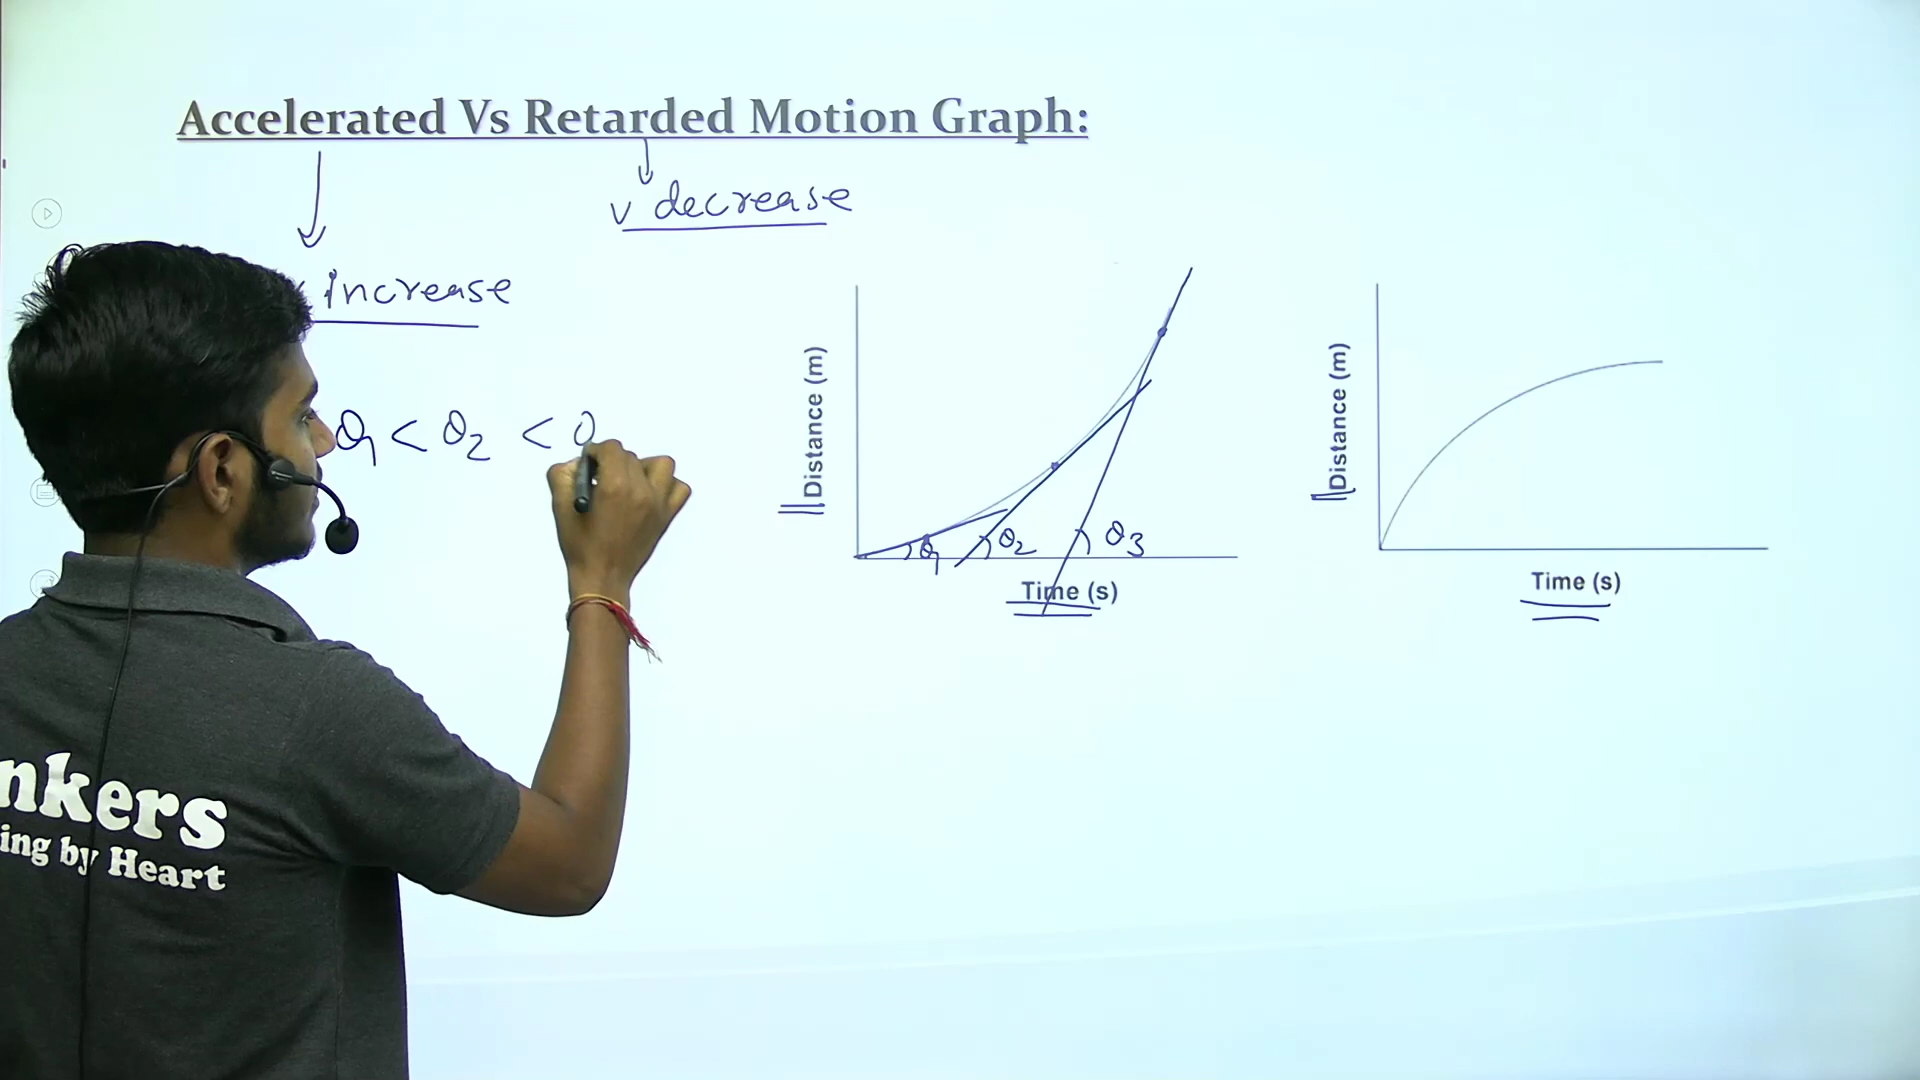 Accelerated Vs Retarded Motion Graph:
v decrease
increase
θ1 < θ2 < θ
Distance (m)
θ1 θ2 θ3
Time (s)
Distance (m)
Time (s)
nkers
ing by Heart